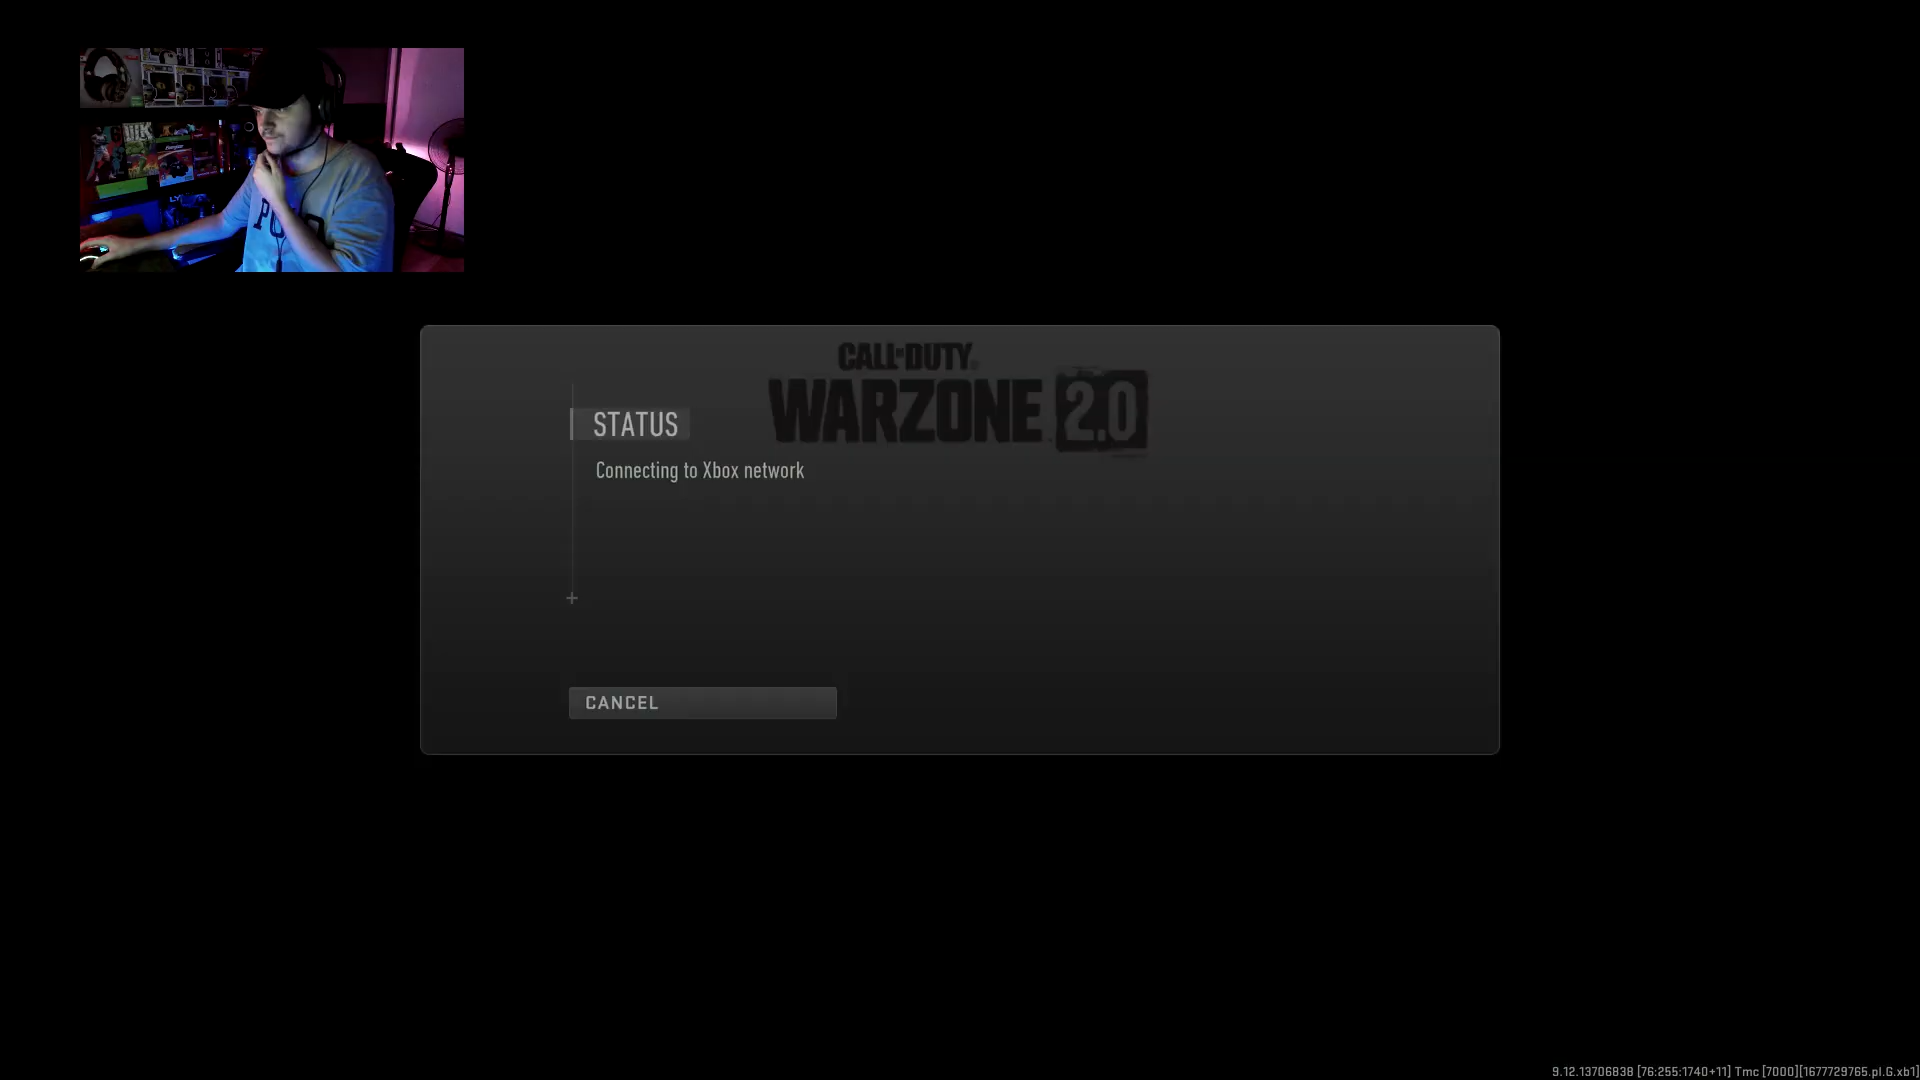 CALL OF DUTY
WARZONE 2.0
STATUS
Connecting to Xbox network
CANCEL
9.12.13706838 [76:255:1740+11] Tmc [7000][1677729765.pl.G.xb1]